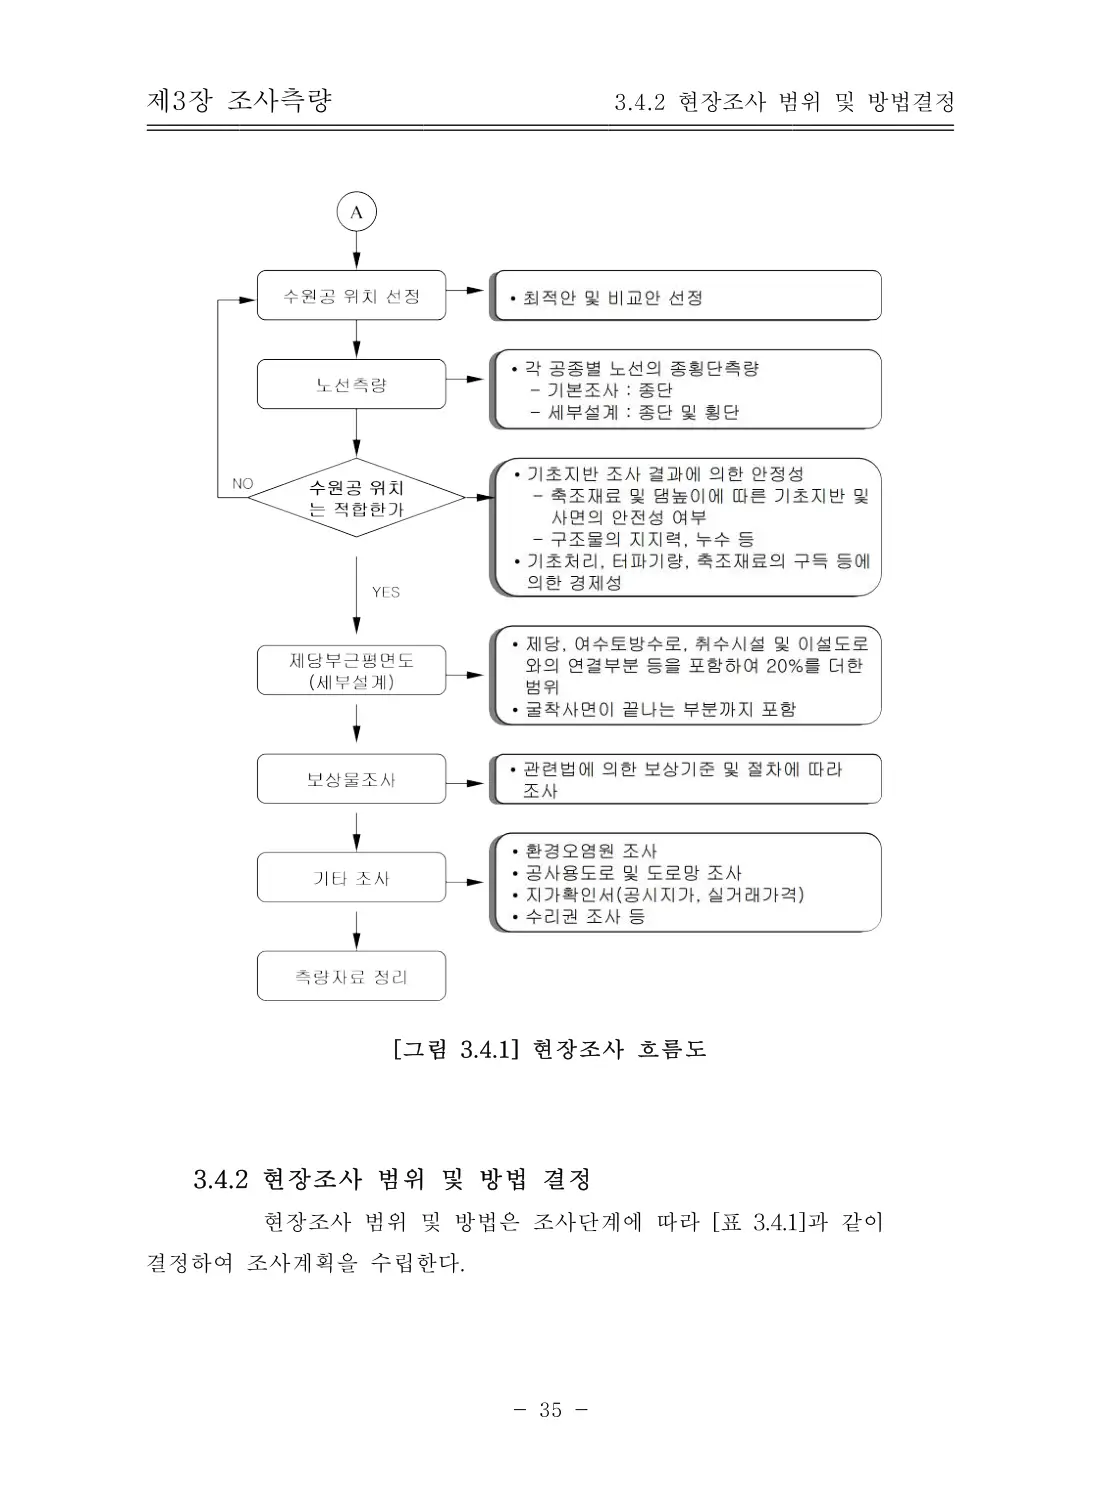 제3장 조사측량
3.4.2 현장조사 범위 및 방법결정
A
수원공 위치 선정
• 최적안 및 비교안 선정
노선측량
• 각 공종별 노선의 종횡단측량
– 기본조사 : 종단
– 세부설계 : 종단 및 횡단
NO
수원공 위치
는 적합한가
• 기초지반 조사 결과에 의한 안정성
– 축조재료 및 댐높이에 따른 기초지반 및
사면의 안전성 여부
– 구조물의 지지력, 누수 등
• 기초처리, 터파기량, 축조재료의 구득 등에
의한 경제성
YES
제당부근평면도
(세부설계)
• 제당, 여수토방수로, 취수시설 및 이설도로
와의 연결부분 등을 포함하여 20%를 더한
범위
• 굴착사면이 끝나는 부분까지 포함
보상물조사
• 관련법에 의한 보상기준 및 절차에 따라
조사
기타 조사
• 환경오염원 조사
• 공사용도로 및 도로망 조사
• 지가확인서(공시지가, 실거래가격)
• 수리권 조사 등
측량자료 정리
[그림 3.4.1] 현장조사 흐름도
3.4.2 현장조사 범위 및 방법 결정
현장조사 범위 및 방법은 조사단계에 따라 [표 3.4.1]과 같이
결정하여 조사계획을 수립한다.
– 35 –